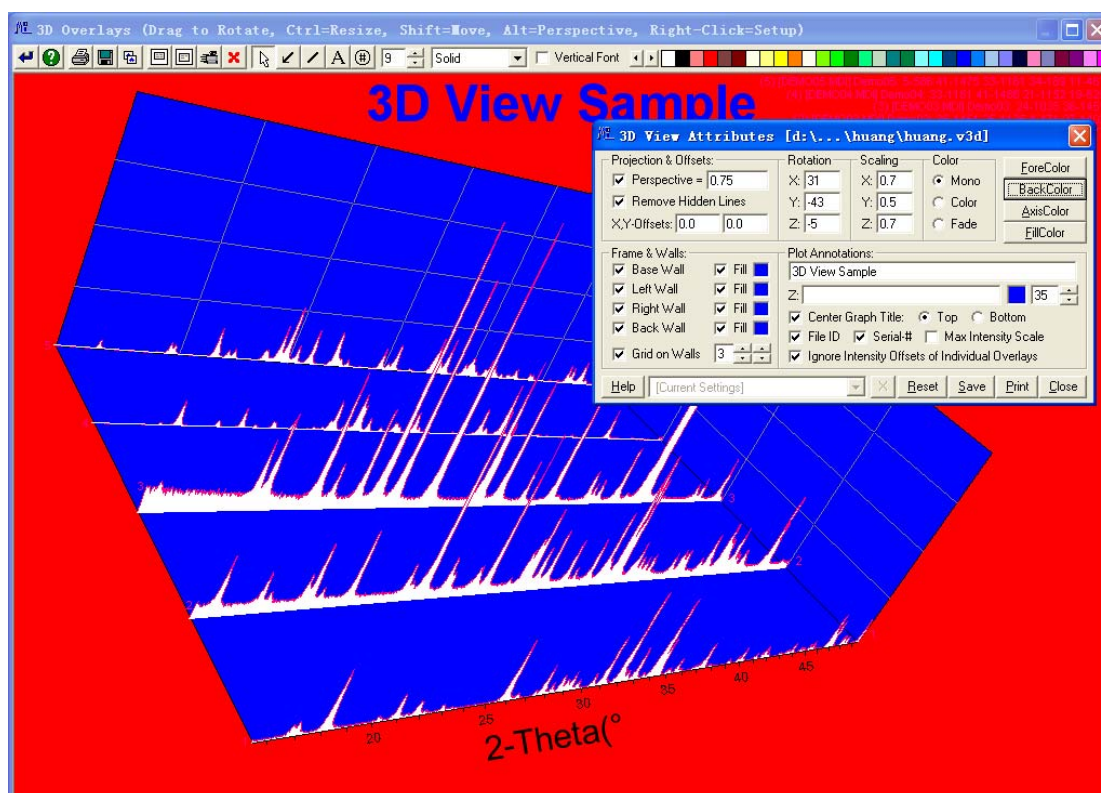 3D Overlays (Drag to Rotate, Ctrl=Resize, Shift=Move, Alt=Perspective, Right-Click=Setup)
A # 9 Solid Vertical Font
3D View Sample
3D View Attributes [d:\...\huang\huang.v3d]
Projection & Offsets:
Perspective = 0.75
Remove Hidden Lines
X,Y-Offsets: 0.0 0.0
Rotation
X: 31
Y: -43
Z: -5
Scaling
X: 0.7
Y: 0.5
Z: 0.7
Color
Mono
Color
Fade
ForeColor
BackColor
AxisColor
FillColor
Frame & Walls:
Base Wall Fill
Left Wall Fill
Right Wall Fill
Back Wall Fill
Grid on Walls 3
Plot Annotations:
3D View Sample
Z: 35
Center Graph Title: Top Bottom
File ID Serial-# Max Intensity Scale
Ignore Intensity Offsets of Individual Overlays
Help [Current Settings] X Reset Save Print Close
3 3
2 2
20 25 30 35 40 45
2-Theta(°